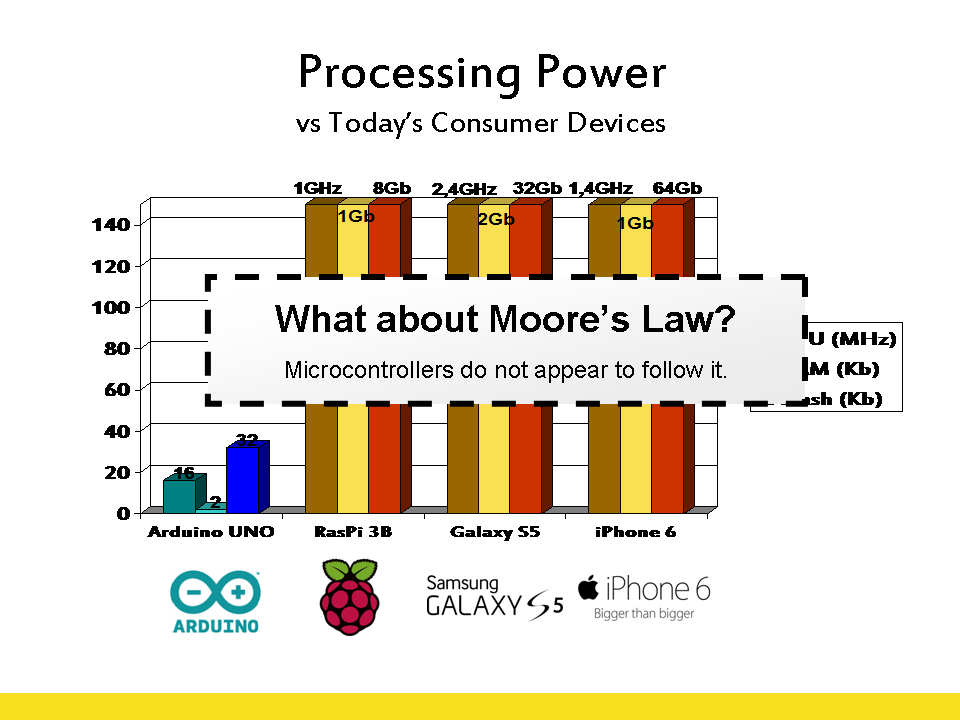 Processing Power
vs Today's Consumer Devices
1GHz 8Gb 2,4GHz 32Gb 1,4GHz 64Gb
1Gb 2Gb 1Gb
140
120
100
80
60
40
20
0
What about Moore's Law?
Microcontrollers do not appear to follow it.
U (MHz)
M (Kb)
sh (Kb)
16
2
32
Arduino UNO RasPi 3B Galaxy S5 iPhone 6
ARDUINO
Samsung
GALAXY S5
iPhone 6
Bigger than bigger